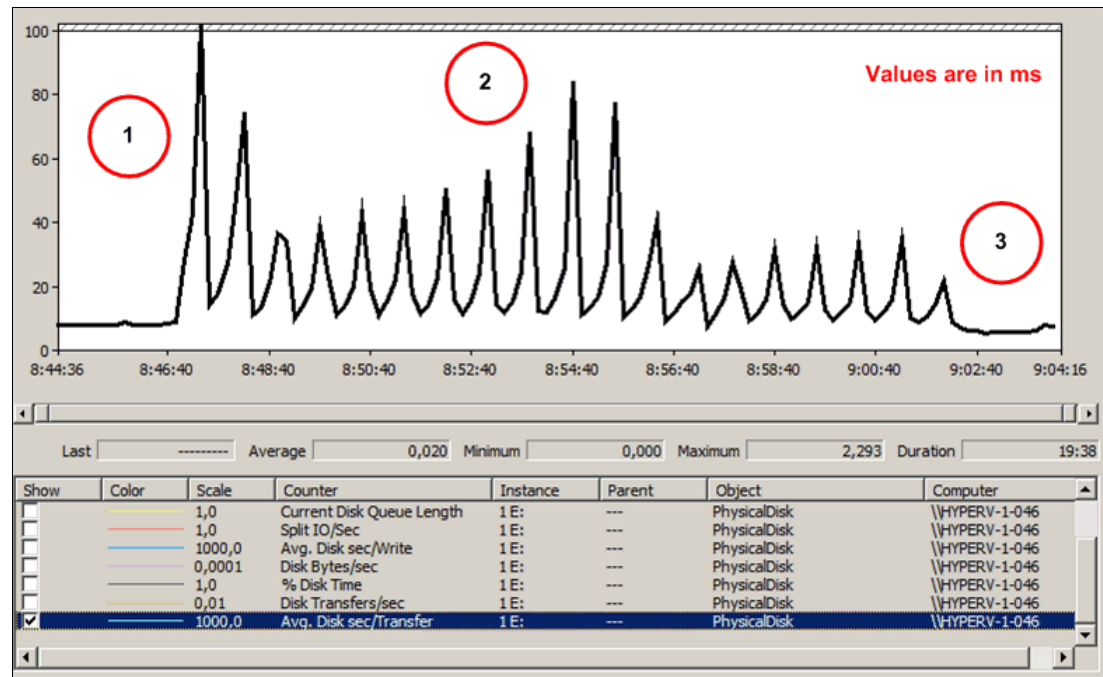 100
80
60
40
20
0
1
2
3
Values are in ms
8:44:36 8:46:40 8:48:40 8:50:40 8:52:40 8:54:40 8:56:40 8:58:40 9:00:40 9:02:40 9:04:16
Last --------- Average 0,020 Minimum 0,000 Maximum 2,293 Duration 19:38
Show Color Scale Counter Instance Parent Object Computer
1,0 Current Disk Queue Length 1 E: --- PhysicalDisk \\HYPERV-1-046
1,0 Split IO/Sec 1 E: --- PhysicalDisk \\HYPERV-1-046
1000,0 Avg. Disk sec/Write 1 E: --- PhysicalDisk \\HYPERV-1-046
0,0001 Disk Bytes/sec 1 E: --- PhysicalDisk \\HYPERV-1-046
1,0 % Disk Time 1 E: --- PhysicalDisk \\HYPERV-1-046
0,01 Disk Transfers/sec 1 E: --- PhysicalDisk \\HYPERV-1-046
1000,0 Avg. Disk sec/Transfer 1 E: --- PhysicalDisk \\HYPERV-1-046